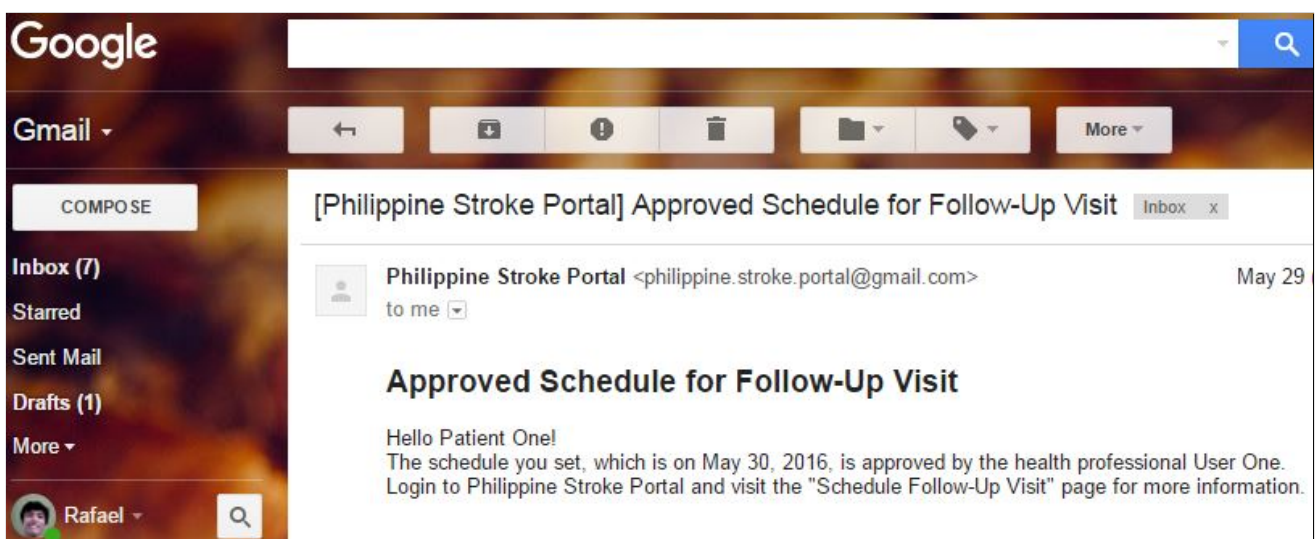 Google
Gmail
More
COMPOSE
[Philippine Stroke Portal] Approved Schedule for Follow-Up Visit Inbox x
Inbox (7)
Philippine Stroke Portal <philippine.stroke.portal@gmail.com> May 29
to me
Starred
Sent Mail
Drafts (1)
More
Rafael
Approved Schedule for Follow-Up Visit
Hello Patient One!
The schedule you set, which is on May 30, 2016, is approved by the health professional User One.
Login to Philippine Stroke Portal and visit the "Schedule Follow-Up Visit" page for more information.